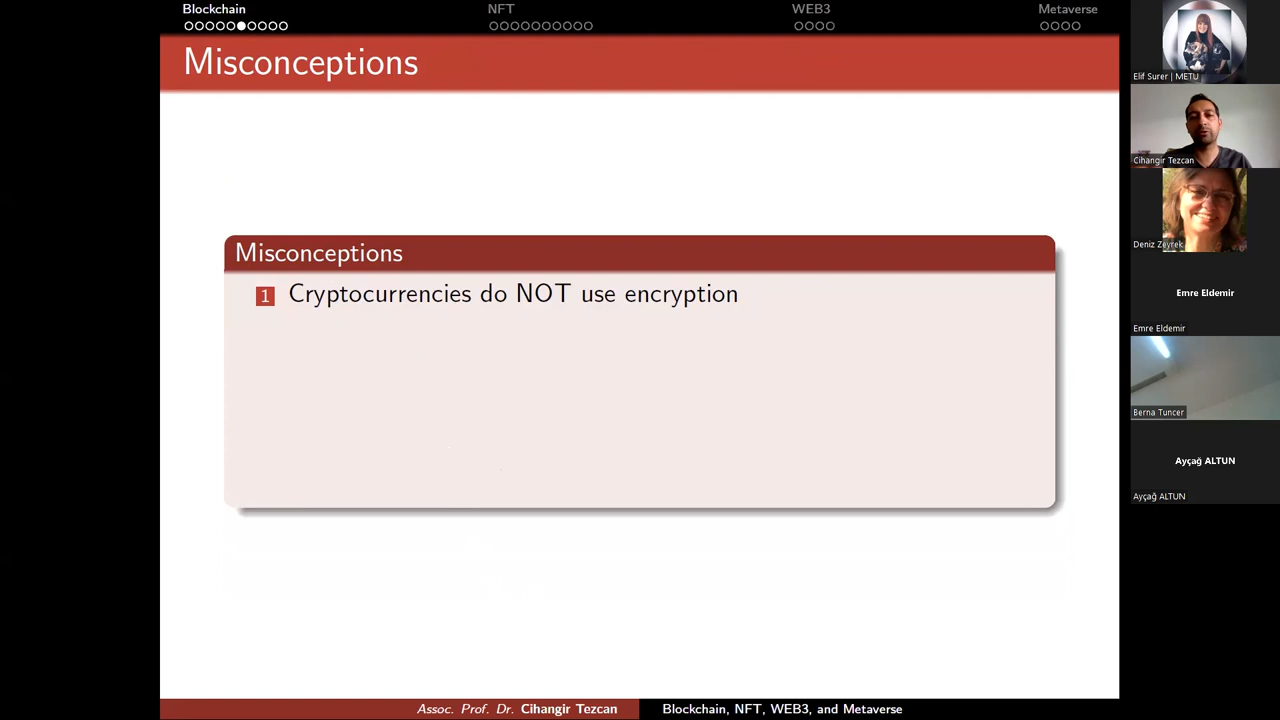 Blockchain NFT WEB3 Metaverse
Misconceptions
Misconceptions
1 Cryptocurrencies do NOT use encryption
Assoc. Prof. Dr. Cihangir Tezcan Blockchain, NFT, WEB3, and Metaverse
Elif Surer | METU
Cihangir Tezcan
Deniz Zeyrek
Emre Eldemir
Emre Eldemir
Berna Tuncer
Ayçağ ALTUN
Ayçağ ALTUN